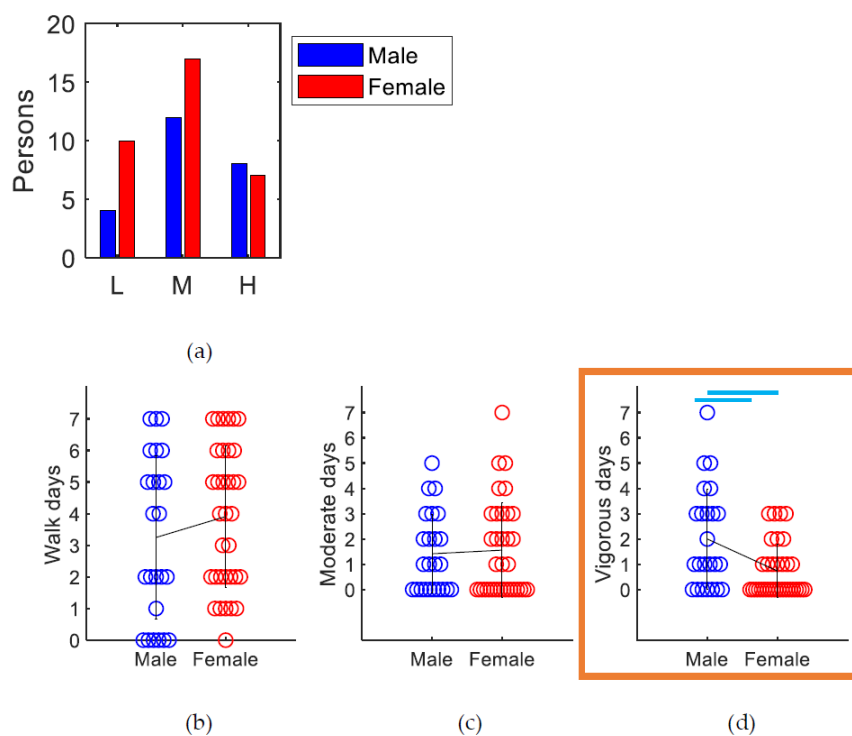 20
15
10
5
0
Persons
L M H
Male
Female
(a)
7
6
5
4
3
2
1
0
Walk days
Male Female
(b)
7
6
5
4
3
2
1
0
Moderate days
Male Female
(c)
7
6
5
4
3
2
1
0
Vigorous days
Male Female
(d)